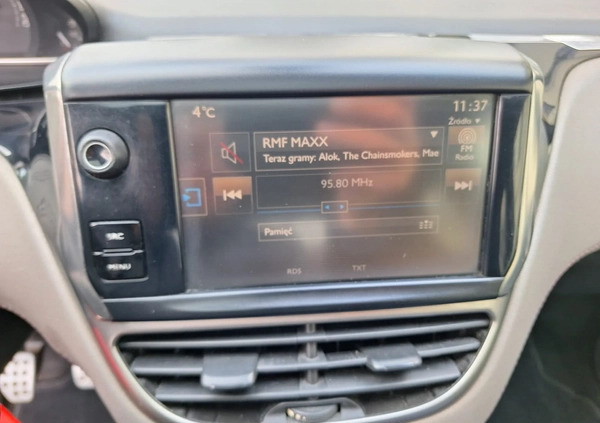 4°C
11:37
Źródło
RMF MAXX
Teraz gramy: Alok, The Chainsmokers, Mae
FM
Radio
95.80 MHz
Pamięć
RDS TXT
MENU